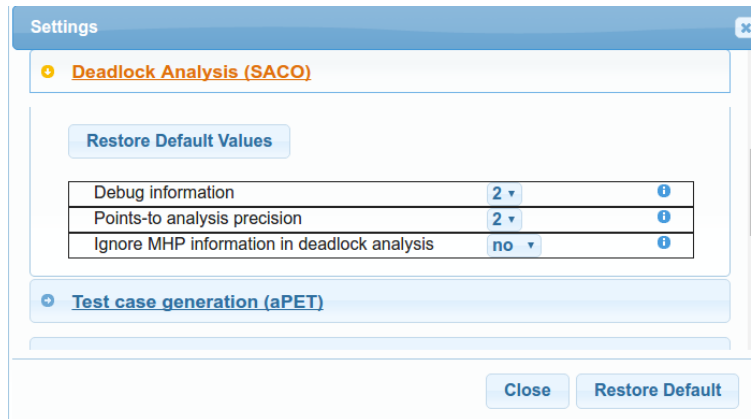 Settings
Deadlock Analysis (SACO)
Restore Default Values
Debug information 2
Points-to analysis precision 2
Ignore MHP information in deadlock analysis no
Test case generation (aPET)
Close Restore Default